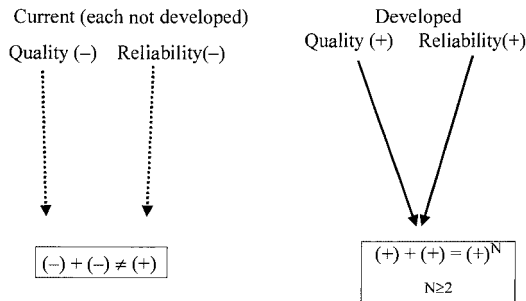 Current (each not developed)
Quality (–) Reliability(–)
(–) + (–) ≠ (+)
Developed
Quality (+) Reliability(+)
(+) + (+) = (+)^N
N≥2